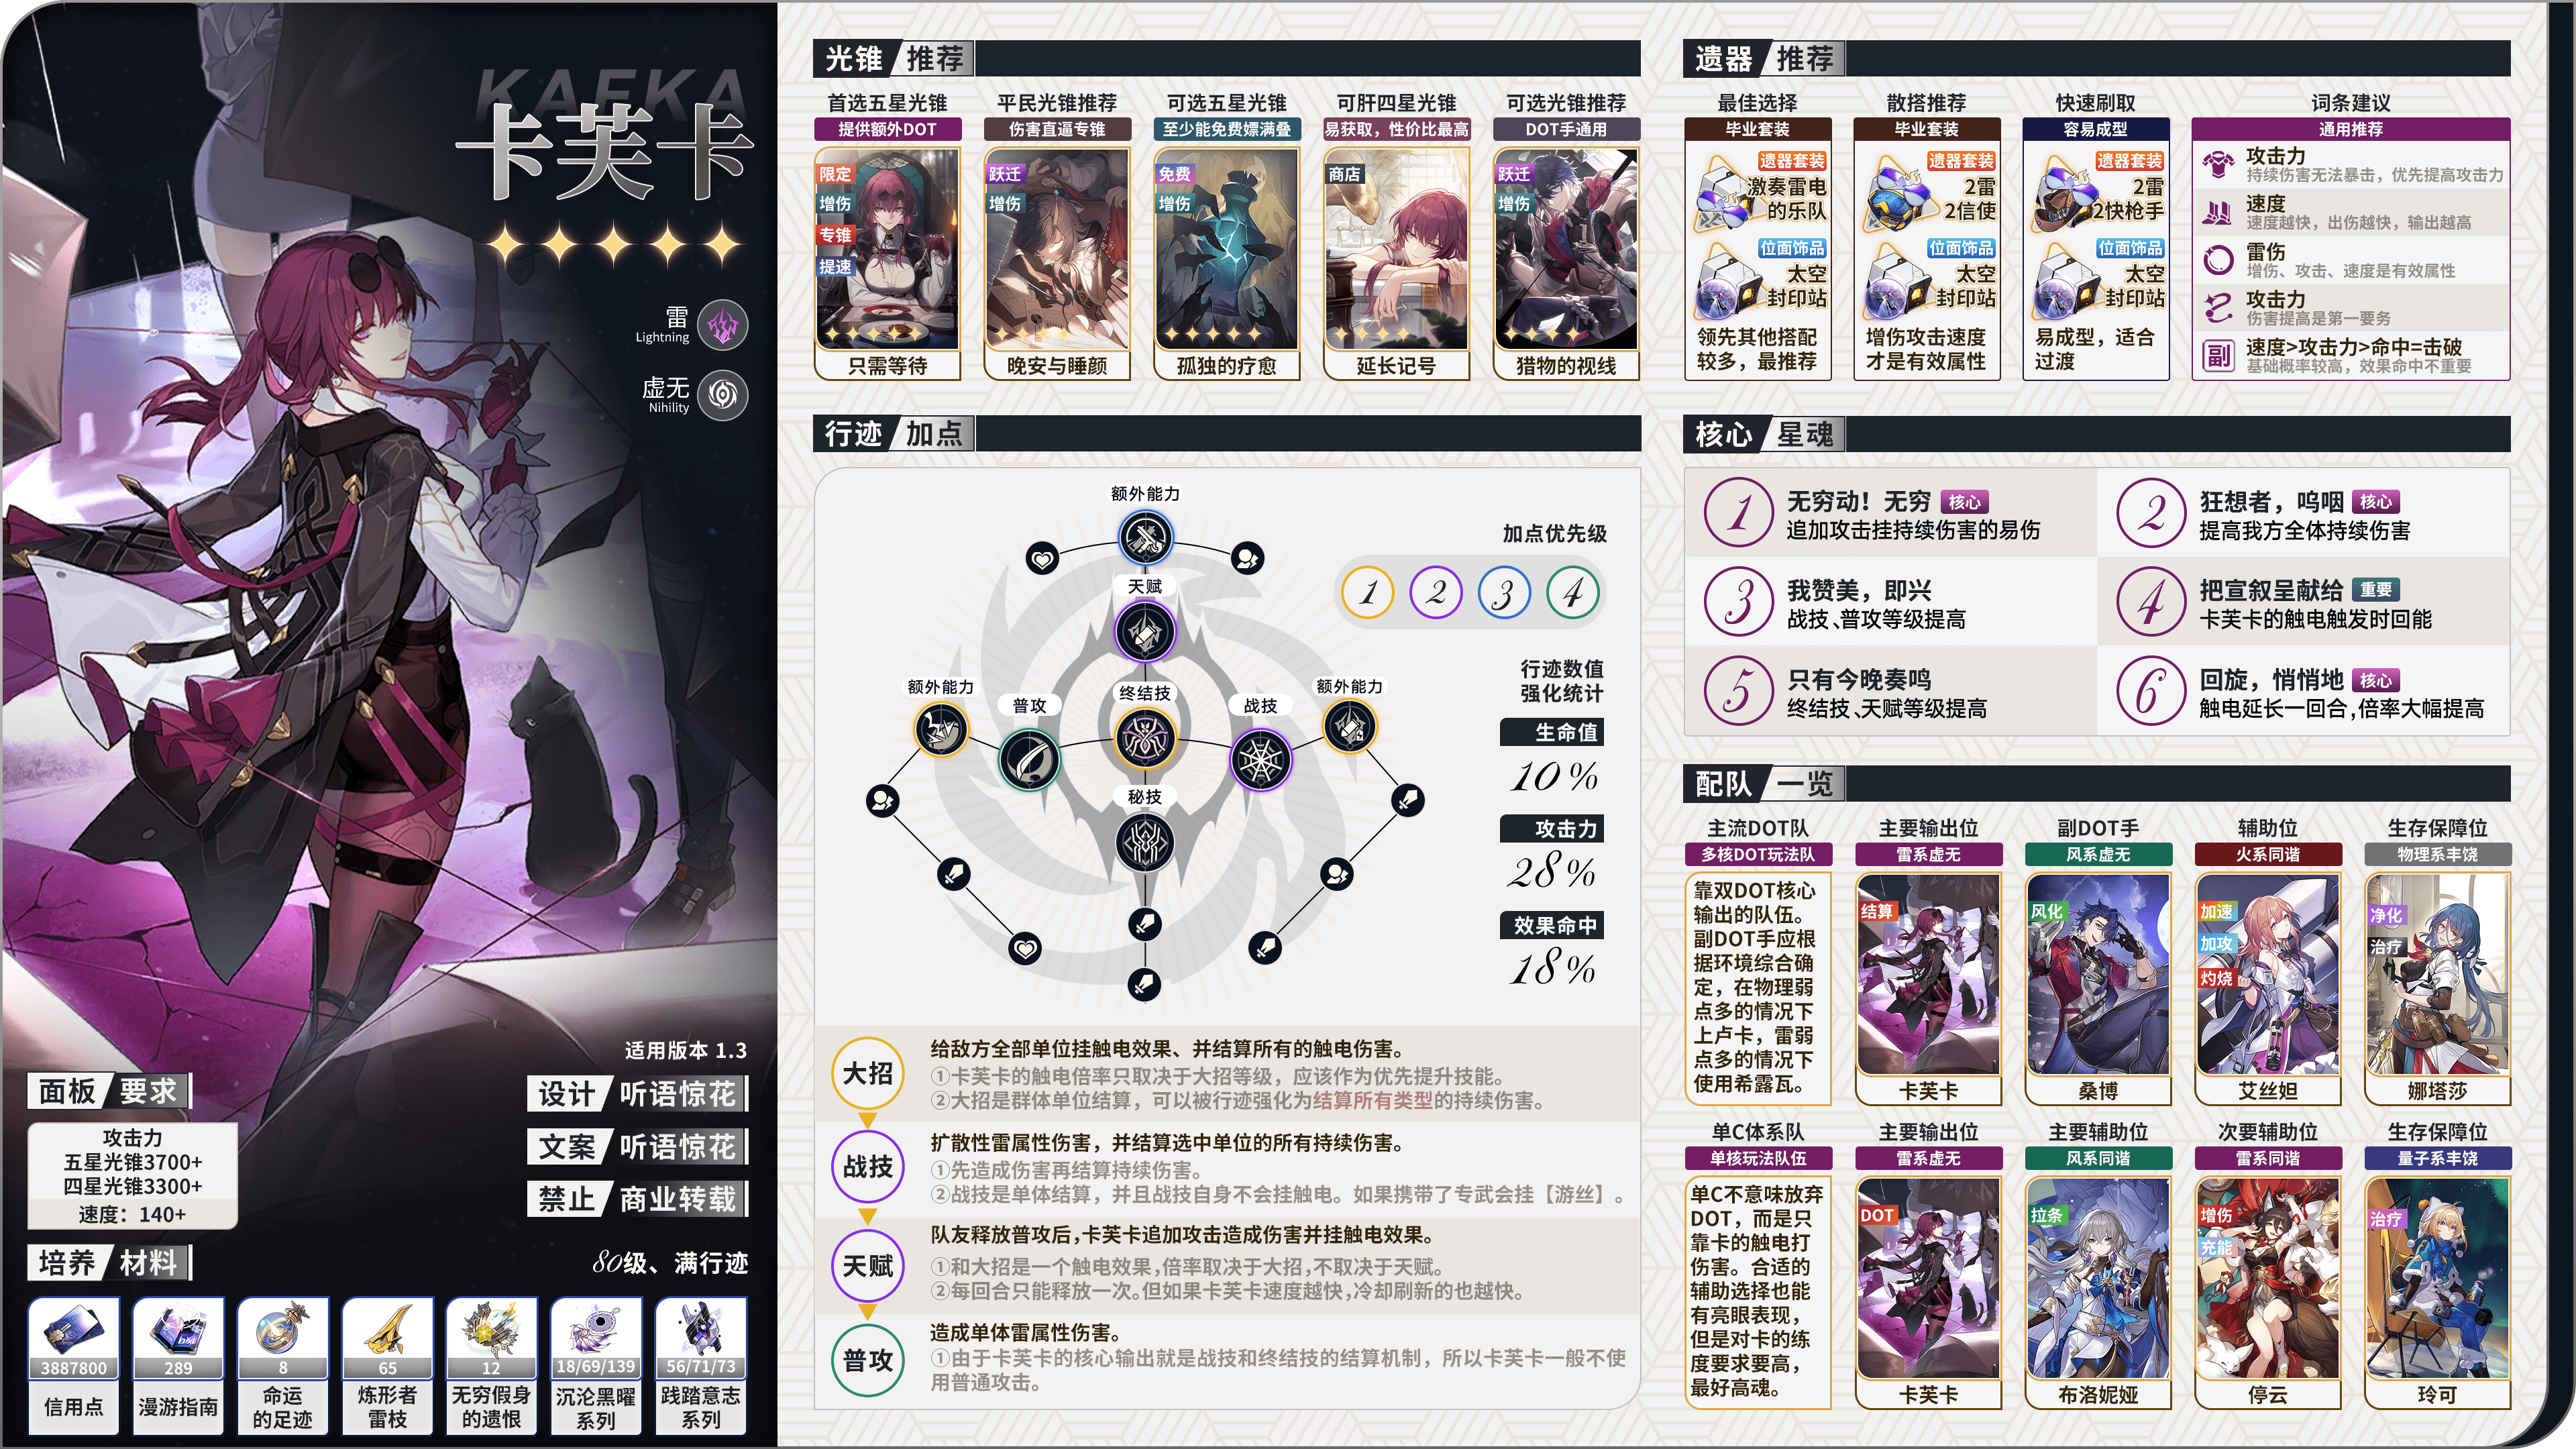 KAFKA
卡芙卡
雷
Lightning
虚无
Nihility
适用版本 1.3
面板 要求
攻击力
五星光锥3700+
四星光锥3300+
速度：140+
设计 听语惊花
文案 听语惊花
禁止 商业转载
培养 材料
80级、满行迹
3887800
信用点
289
漫游指南
8
命运
的足迹
65
炼形者
雷枝
12
无穷假身
的遗恨
18/69/139
沉沦黑曜
系列
56/71/73
践踏意志
系列
光锥 推荐
首选五星光锥
提供额外DOT
限定
增伤
专锥
提速
只需等待
平民光锥推荐
伤害直逼专锥
跃迁
增伤
晚安与睡颜
可选五星光锥
至少能免费嫖满叠
免费
增伤
孤独的疗愈
可肝四星光锥
易获取，性价比最高
商店
延长记号
可选光锥推荐
DOT手通用
跃迁
增伤
猎物的视线
行迹 加点
额外能力
天赋
额外能力
普攻
终结技
战技
额外能力
秘技
加点优先级
1 2 3 4
行迹数值
强化统计
生命值
10%
攻击力
28%
效果命中
18%
大招
给敌方全部单位挂触电效果、并结算所有的触电伤害。
①卡芙卡的触电倍率只取决于大招等级，应该作为优先提升技能。
②大招是群体单位结算，可以被行迹强化为结算所有类型的持续伤害。
战技
扩散性雷属性伤害，并结算选中单位的所有持续伤害。
①先造成伤害再结算持续伤害。
②战技是单体结算，并且战技自身不会挂触电。如果携带了专武会挂【游丝】。
天赋
队友释放普攻后，卡芙卡追加攻击造成伤害并挂触电效果。
①和大招是一个触电效果，倍率取决于大招，不取决于天赋。
②每回合只能释放一次。但如果卡芙卡速度越快，冷却刷新的也越快。
普攻
造成单体雷属性伤害。
①由于卡芙卡的核心输出就是战技和终结技的结算机制，所以卡芙卡一般不使
用普通攻击。
遗器 推荐
最佳选择
毕业套装
遗器套装
激奏雷电
的乐队
位面饰品
太空
封印站
领先其他搭配
较多，最推荐
散搭推荐
毕业套装
遗器套装
2雷
2信使
位面饰品
太空
封印站
增伤攻击速度
才是有效属性
快速刷取
容易成型
遗器套装
2雷
2快枪手
位面饰品
太空
封印站
易成型，适合
过渡
词条建议
通用推荐
攻击力
持续伤害无法暴击，优先提高攻击力
速度
速度越快，出伤越快，输出越高
雷伤
增伤、攻击、速度是有效属性
攻击力
伤害提高是第一要务
副
速度>攻击力>命中=击破
基础概率较高，效果命中不重要
核心 星魂
1
无穷动！无穷 核心
追加攻击挂持续伤害的易伤
2
狂想者，呜咽 核心
提高我方全体持续伤害
3
我赞美，即兴
战技、普攻等级提高
4
把宣叙呈献给 重要
卡芙卡的触电触发时回能
5
只有今晚奏鸣
终结技、天赋等级提高
6
回旋，悄悄地 核心
触电延长一回合，倍率大幅提高
配队 一览
主流DOT队
多核DOT玩法队
靠双DOT核心
输出的队伍。
副DOT手应根
据环境综合确
定，在物理弱
点多的情况下
上卢卡，雷弱
点多的情况下
使用希露瓦。
主要输出位
雷系虚无
结算
卡芙卡
副DOT手
风系虚无
风化
桑博
辅助位
火系同谐
加速
加攻
灼烧
艾丝妲
生存保障位
物理系丰饶
净化
治疗
娜塔莎
单C体系队
单核玩法队伍
单C不意味放弃
DOT，而是只
靠卡的触电打
伤害。合适的
辅助选择也能
有亮眼表现，
但是对卡的练
度要求要高，
最好高魂。
主要输出位
雷系虚无
DOT
卡芙卡
主要辅助位
风系同谐
拉条
布洛妮娅
次要辅助位
雷系同谐
增伤
充能
停云
生存保障位
量子系丰饶
治疗
玲可